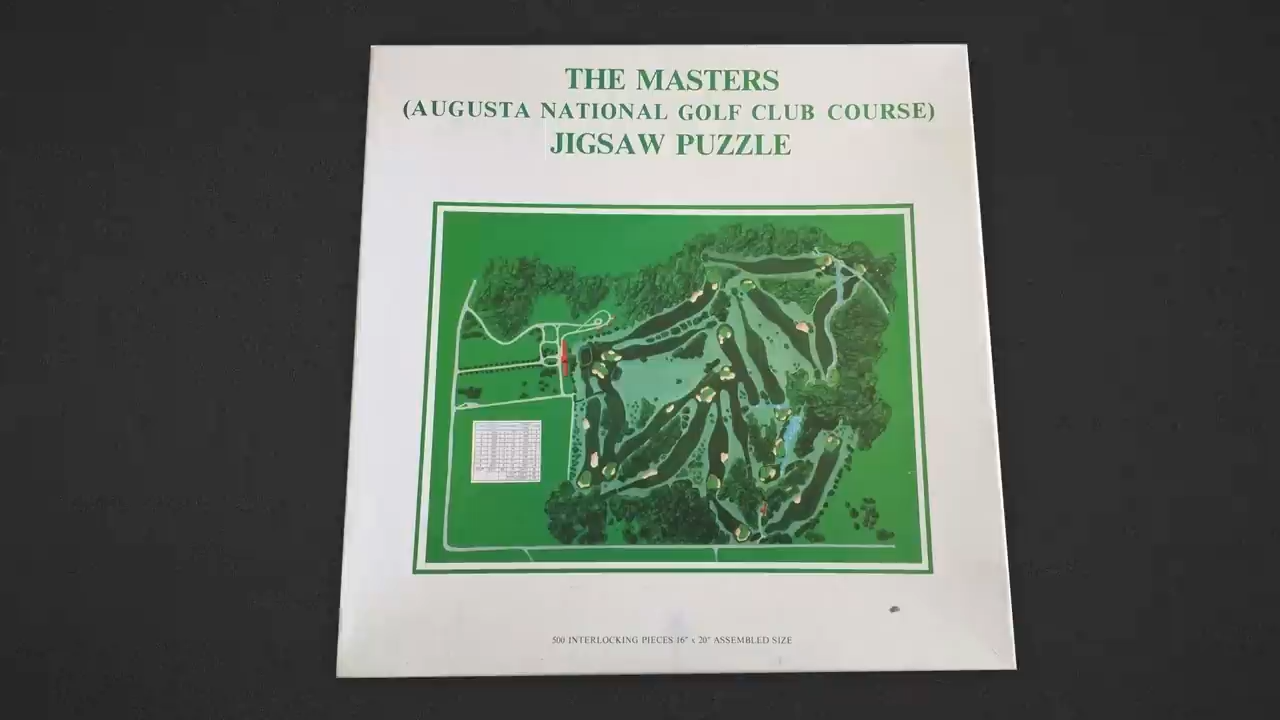 THE MASTERS
(AUGUSTA NATIONAL GOLF CLUB COURSE)
JIGSAW PUZZLE
500 INTERLOCKING PIECES 16" x 20" ASSEMBLED SIZE